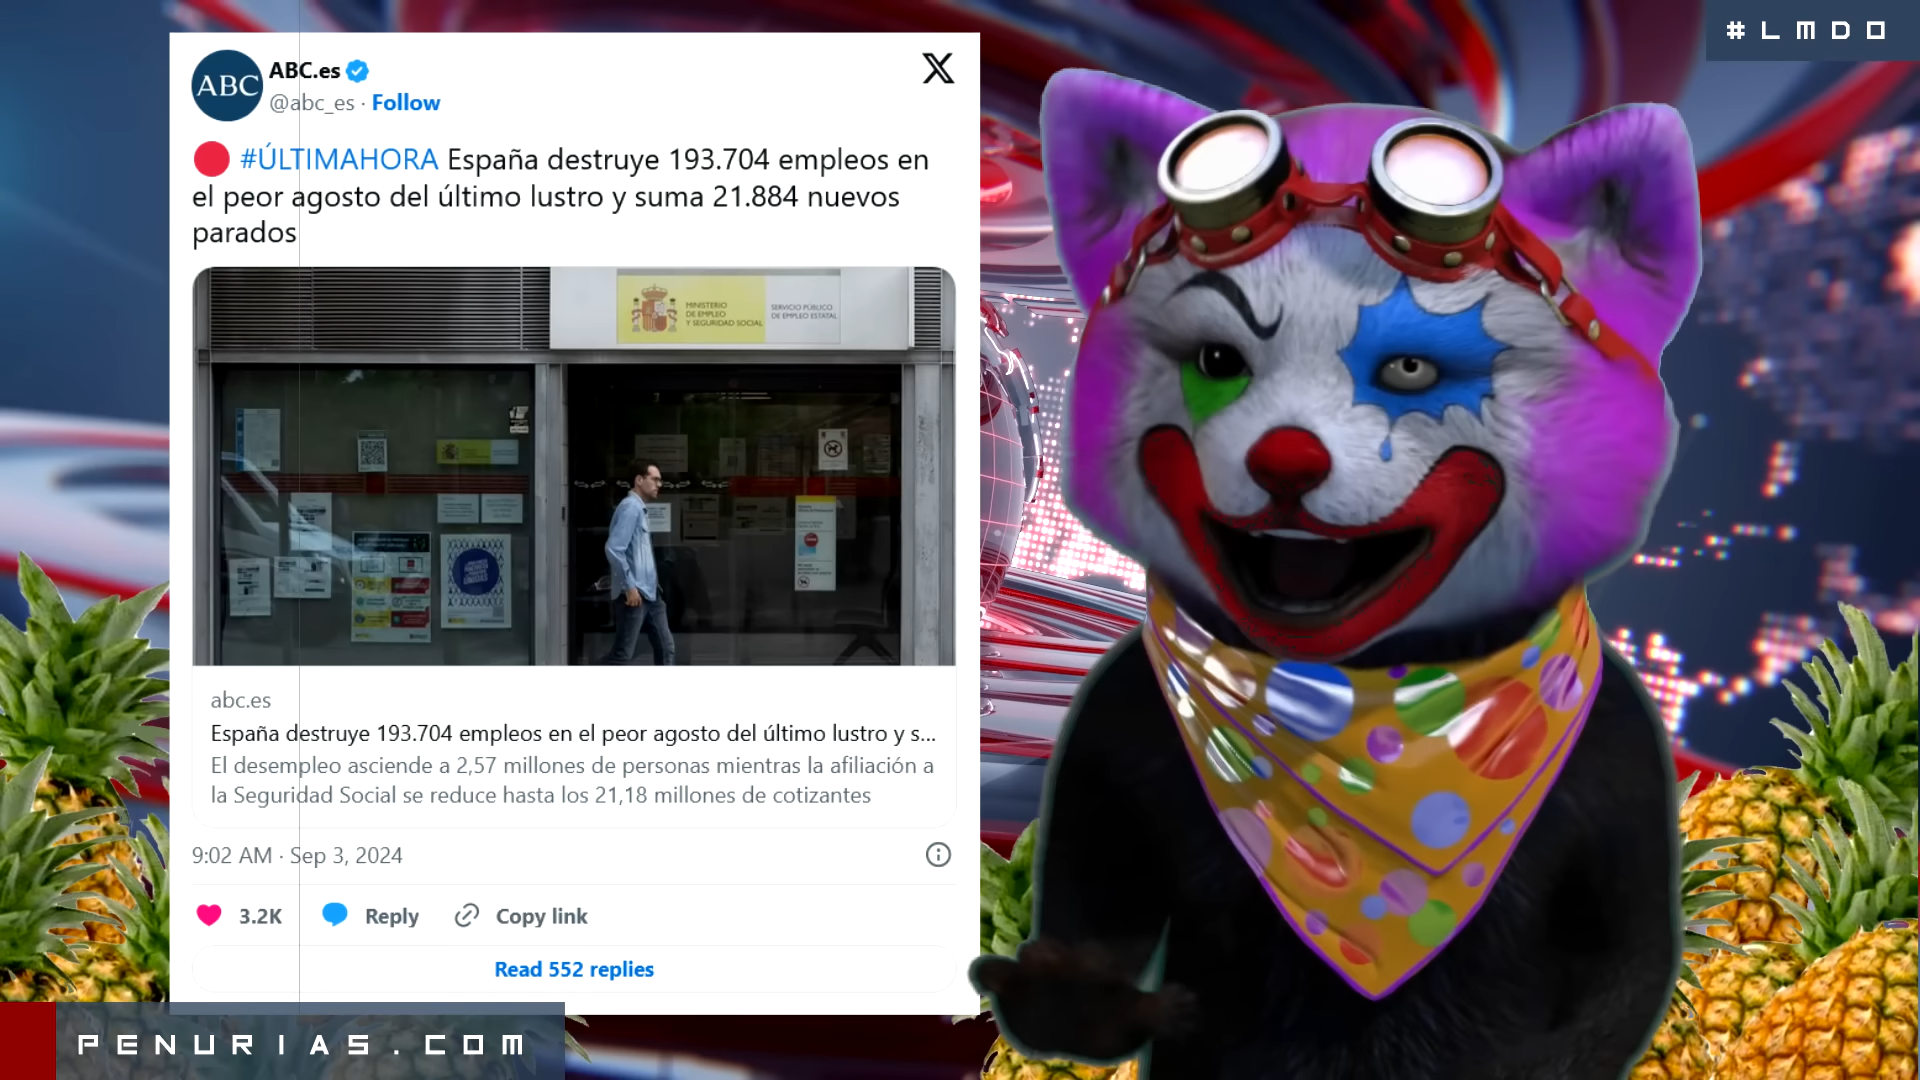 #LMDO
ABC
ABC.es
@abc_es · Follow
#ÚLTIMAHORA España destruye 193.704 empleos en
el peor agosto del último lustro y suma 21.884 nuevos
parados
MINISTERIO
DE EMPLEO
Y SEGURIDAD SOCIAL
SERVICIO PÚBLICO
DE EMPLEO ESTATAL
abc.es
España destruye 193.704 empleos en el peor agosto del último lustro y s...
El desempleo asciende a 2,57 millones de personas mientras la afiliación a
la Seguridad Social se reduce hasta los 21,18 millones de cotizantes
9:02 AM · Sep 3, 2024
3.2K Reply Copy link
Read 552 replies
PENURIAS.COM